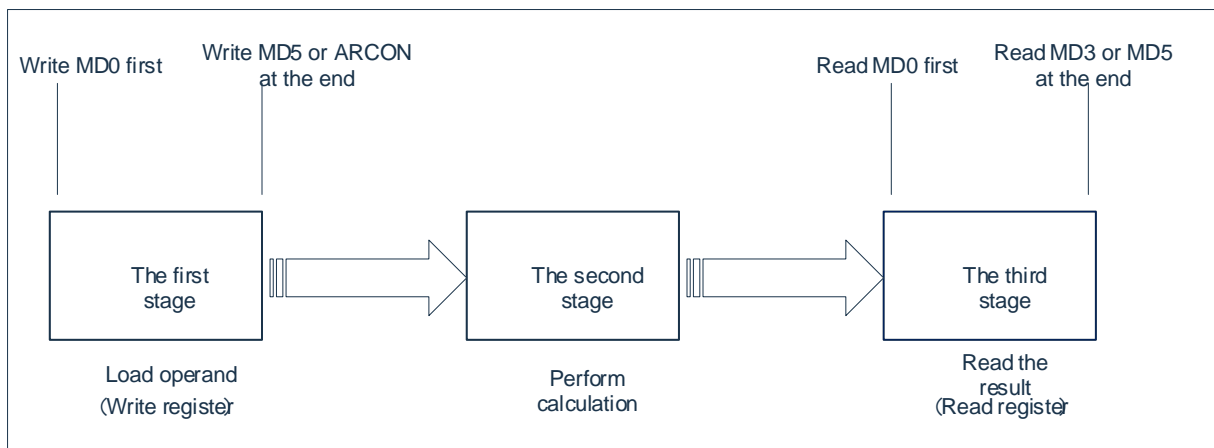 Write MD0 first
Write MD5 or ARCON
at the end
Read MD0 first
Read MD3 or MD5
at the end
The first
stage
The second
stage
The third
stage
Load operand
(Write register)
Perform
calculation
Read the
result
(Read register)